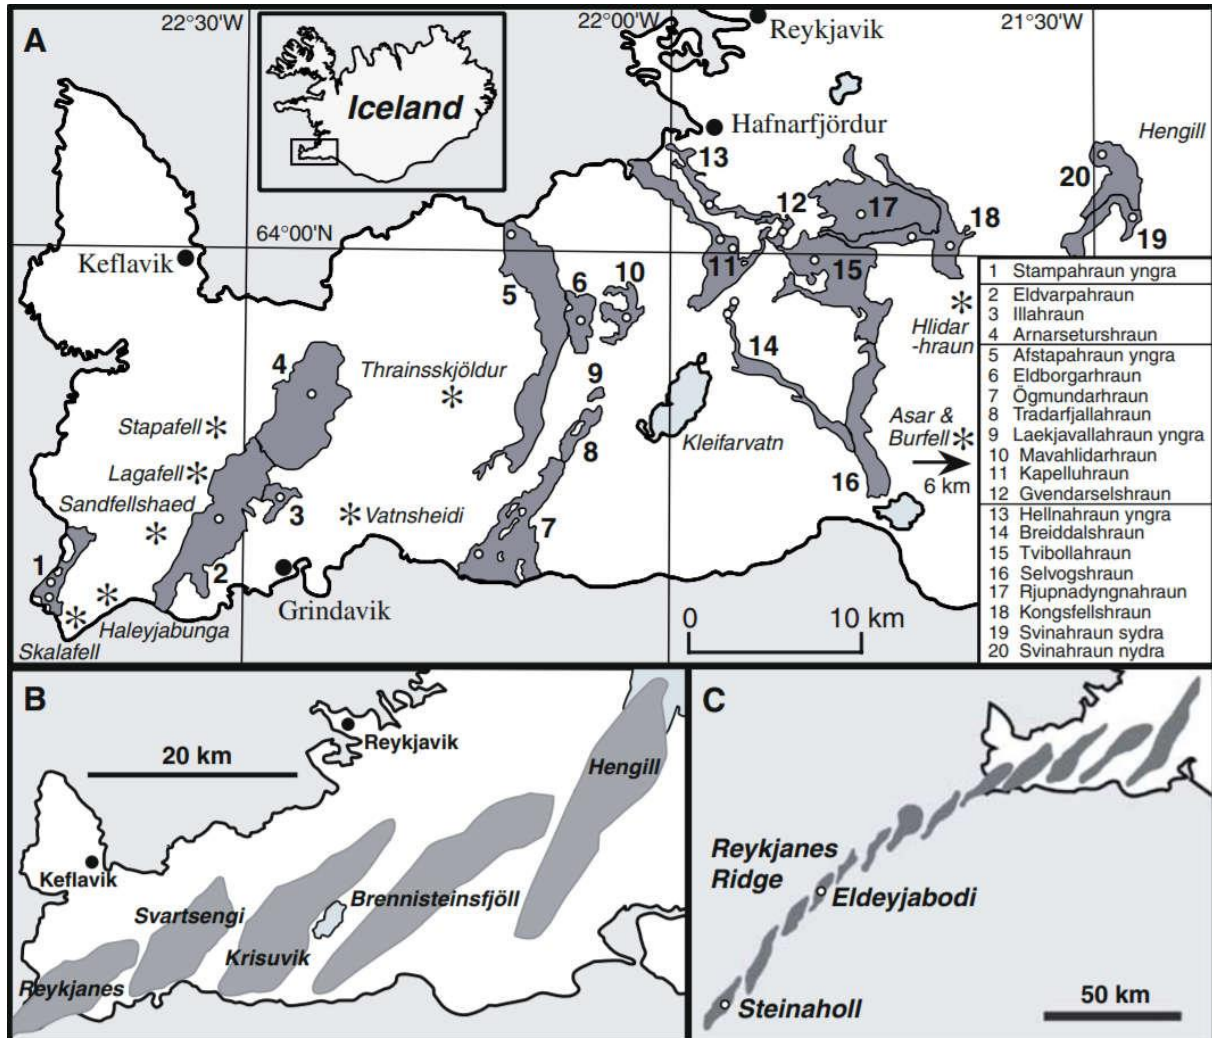 A
22°30'W
22°00'W
21°30'W
Reykjavik
Iceland
Hafnarfjördur
Hengill
13
20
12
17
18
19
64°00'N
Keflavik
11
15
5
6
10
Hlidar
-hraun
4
Thrainsskjöldur
14
9
Stapafell
8
Kleifarvatn
Asar &
Burfell
Lagafell
6 km
Sandfellshaed
16
3
Vatnsheidi
7
1
2
Grindavik
0
10 km
Haleyjabunga
Skalafell
1 Stampahraun yngra
2 Eldvarpahraun
3 Illahraun
4 Arnarseturshraun
5 Afstapahraun yngra
6 Eldborgarhraun
7 Ögmundarhraun
8 Tradarfjallahraun
9 Laekjavallahraun yngra
10 Mavahlidarhraun
11 Kapelluhraun
12 Gvendarselshraun
13 Hellnahraun yngra
14 Breiddalshraun
15 Tvibollahraun
16 Selvogshraun
17 Rjupnadyngnahraun
18 Kongsfellshraun
19 Svinahraun sydra
20 Svinahraun nydra
B
Reykjavik
20 km
Hengill
Keflavik
Brennisteinsfjöll
Svartsengi
Krisuvik
Reykjanes
C
Reykjanes
Ridge
Eldeyjabodi
Steinaholl
50 km